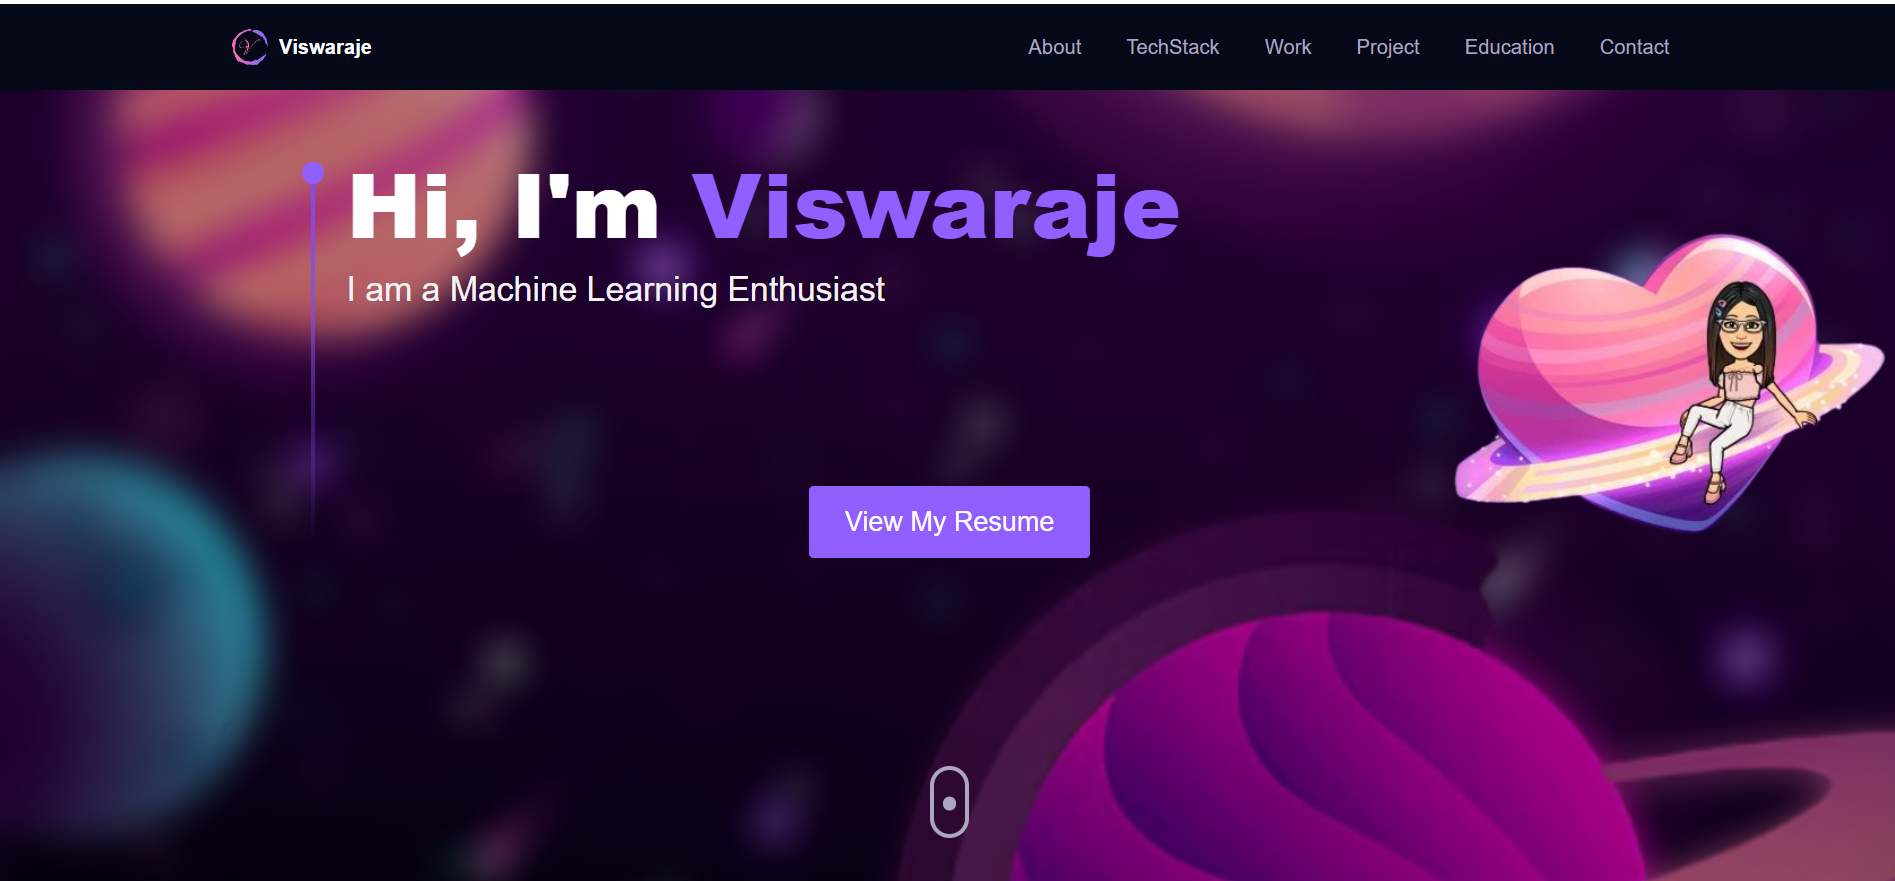 Viswaraje
About TechStack Work Project Education Contact
Hi, I'm Viswaraje
I am a Machine Learning Enthusiast
View My Resume